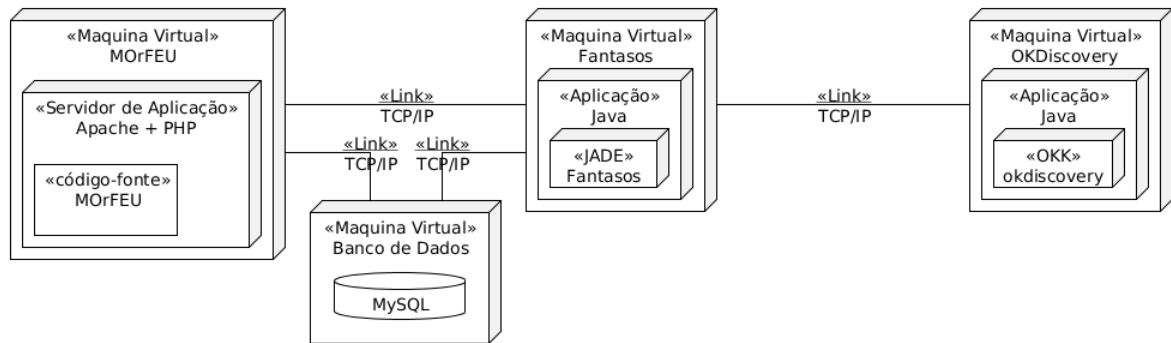 «Maquina Virtual»
MOrFEU
«Servidor de Aplicação»
Apache + PHP
«código-fonte»
MOrFEU
«Link»
TCP/IP
«Link»
TCP/IP
«Link»
TCP/IP
«Maquina Virtual»
Banco de Dados
MySQL
«Maquina Virtual»
Fantasos
«Aplicação»
Java
«JADE»
Fantasos
«Link»
TCP/IP
«Maquina Virtual»
OKDiscovery
«Aplicação»
Java
«OKK»
okdiscovery